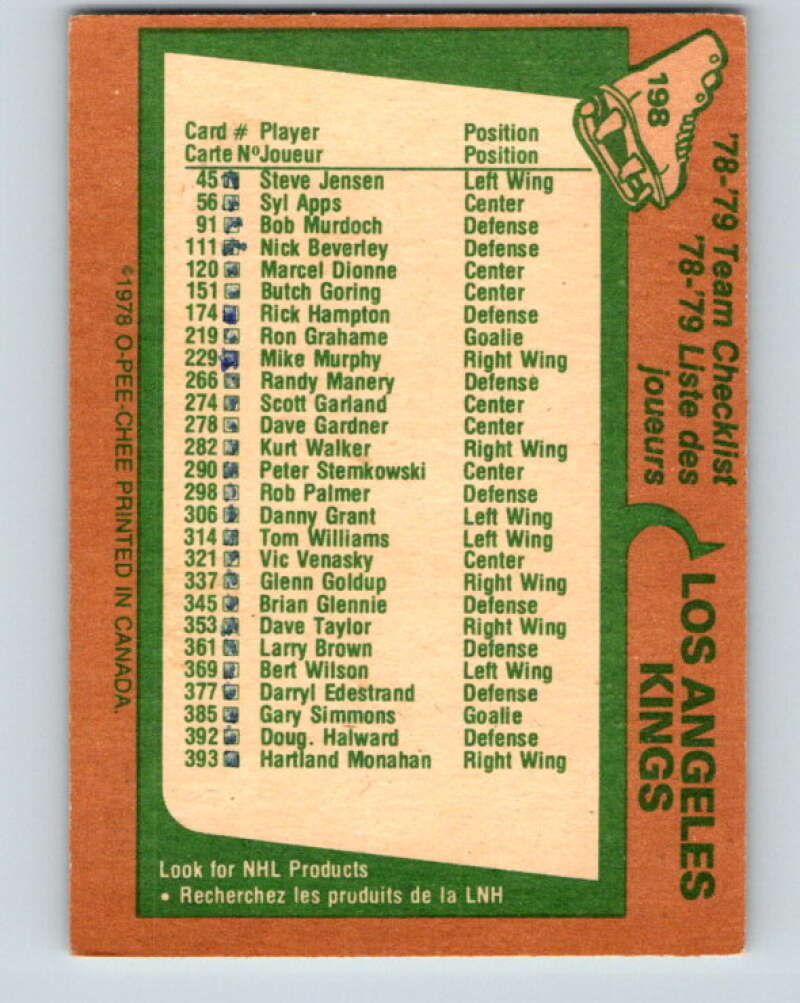 198
'78-'79 Team Checklist
'78-'79 Liste des
joueurs
LOS ANGELES
KINGS
Card # Player Position
Carte Nº Joueur Position
45 Steve Jensen Left Wing
56 Syl Apps Center
91 Bob Murdoch Defense
111 Nick Beverley Defense
120 Marcel Dionne Center
151 Butch Goring Center
174 Rick Hampton Defense
219 Ron Grahame Goalie
229 Mike Murphy Right Wing
266 Randy Manery Defense
274 Scott Garland Center
278 Dave Gardner Center
282 Kurt Walker Right Wing
290 Peter Stemkowski Center
298 Rob Palmer Defense
306 Danny Grant Left Wing
314 Tom Williams Left Wing
321 Vic Venasky Center
337 Glenn Goldup Right Wing
345 Brian Glennie Defense
353 Dave Taylor Right Wing
361 Larry Brown Defense
369 Bert Wilson Left Wing
377 Darryl Edestrand Defense
385 Gary Simmons Goalie
392 Doug. Halward Defense
393 Hartland Monahan Right Wing
Look for NHL Products
• Recherchez les produits de la LNH
©1978 O-PEE-CHEE PRINTED IN CANADA.